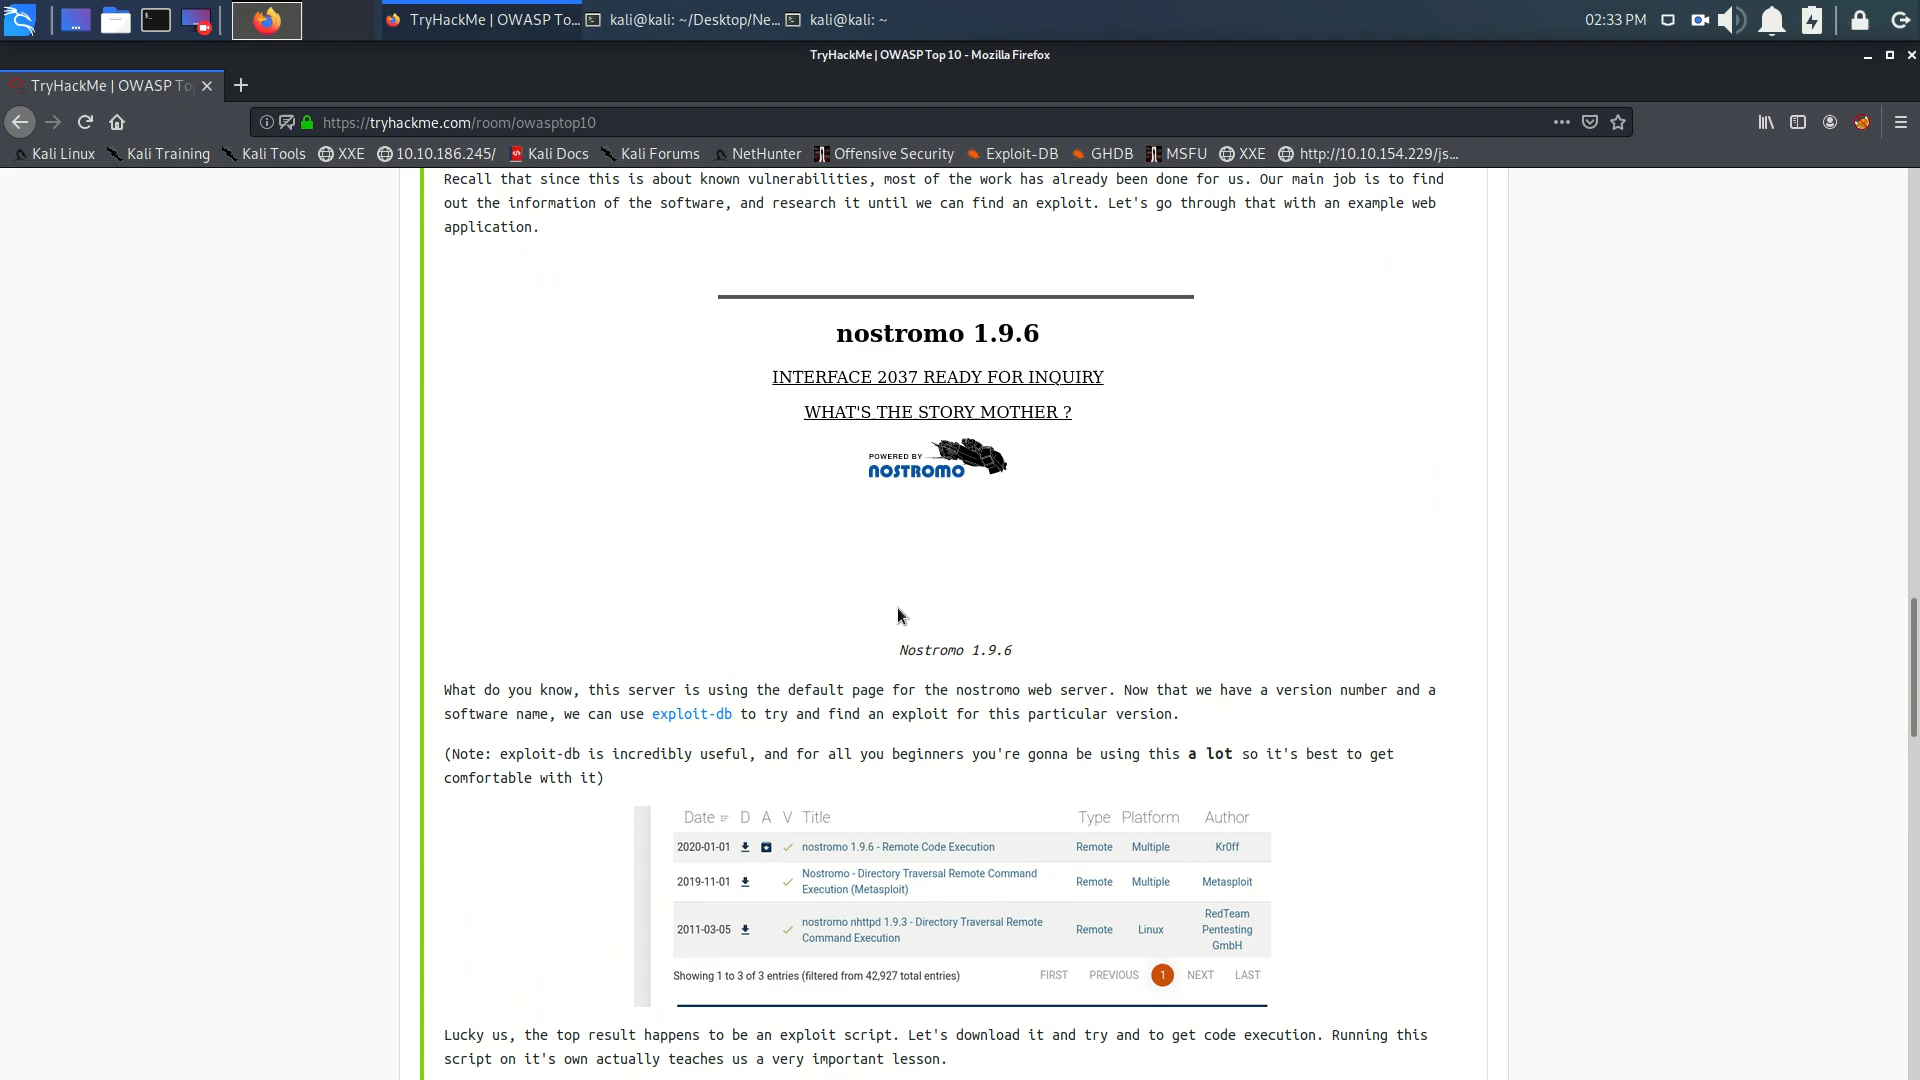 TryHackMe | OWASP To...
kali@kali: ~/Desktop/Ne...
kali@kali: ~
02:33 PM
TryHackMe | OWASP Top 10 - Mozilla Firefox
TryHackMe | OWASP To
https://tryhackme.com/room/owasptop10
Kali Linux
Kali Training
Kali Tools
XXE
10.10.186.245/
Kali Docs
Kali Forums
NetHunter
Offensive Security
Exploit-DB
GHDB
MSFU
XXE
http://10.10.154.229/js...
Recall that since this is about known vulnerabilities, most of the work has already been done for us. Our main job is to find
out the information of the software, and research it until we can find an exploit. Let's go through that with an example web
application.
nostromo 1.9.6
INTERFACE 2037 READY FOR INQUIRY
WHAT'S THE STORY MOTHER ?
POWERED BY
NOSTROMO
Nostromo 1.9.6
What do you know, this server is using the default page for the nostromo web server. Now that we have a version number and a
software name, we can use exploit-db to try and find an exploit for this particular version.
(Note: exploit-db is incredibly useful, and for all you beginners you're gonna be using this a lot so it's best to get
comfortable with it)
Date D A V Title Type Platform Author
2020-01-01 nostromo 1.9.6 - Remote Code Execution Remote Multiple Kr0ff
2019-11-01 Nostromo - Directory Traversal Remote Command
Execution (Metasploit) Remote Multiple Metasploit
2011-03-05 nostromo nhttpd 1.9.3 - Directory Traversal Remote
Command Execution Remote Linux RedTeam
Pentesting
GmbH
Showing 1 to 3 of 3 entries (filtered from 42,927 total entries) FIRST PREVIOUS 1 NEXT LAST
Lucky us, the top result happens to be an exploit script. Let's download it and try and to get code execution. Running this
script on it's own actually teaches us a very important lesson.